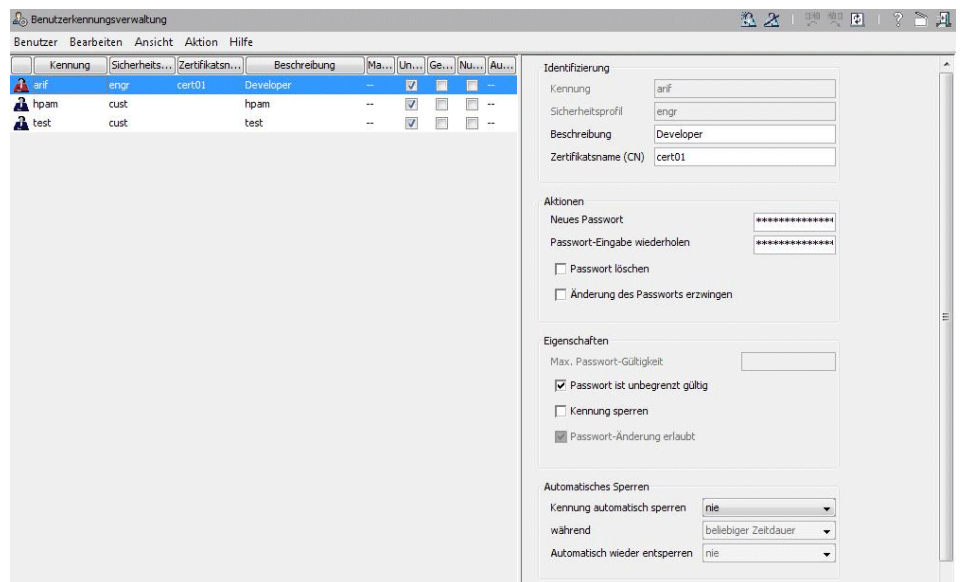 Benutzerkennungsverwaltung
Benutzer Bearbeiten Ansicht Aktion Hilfe
Kennung Sicherheits... Zertifikatsn... Beschreibung Ma... Un... Ge... Nu... Au...
arif engr cert01 Developer -- --
hpam cust hpam -- --
test cust test -- --
Identifizierung
Kennung arif
Sicherheitsprofil engr
Beschreibung Developer
Zertifikatsname (CN) cert01
Aktionen
Neues Passwort **************
Passwort-Eingabe wiederholen **************
Passwort löschen
Änderung des Passworts erzwingen
Eigenschaften
Max. Passwort-Gültigkeit
Passwort ist unbegrenzt gültig
Kennung sperren
Passwort-Änderung erlaubt
Automatisches Sperren
Kennung automatisch sperren nie
während beliebiger Zeitdauer
Automatisch wieder entsperren nie